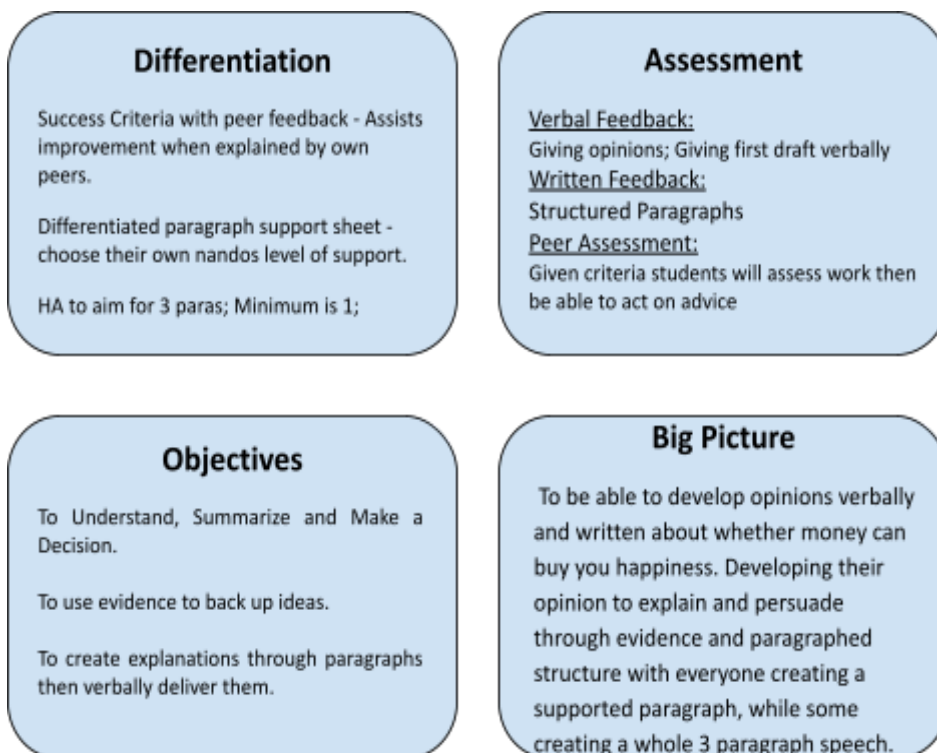 Differentiation
Success Criteria with peer feedback - Assists
improvement when explained by own
peers.
Differentiated paragraph support sheet -
choose their own nandos level of support.
HA to aim for 3 paras; Minimum is 1;
Assessment
Verbal Feedback:
Giving opinions; Giving first draft verbally
Written Feedback:
Structured Paragraphs
Peer Assessment:
Given criteria students will assess work then
be able to act on advice
Objectives
To Understand, Summarize and Make a
Decision.
To use evidence to back up ideas.
To create explanations through paragraphs
then verbally deliver them.
Big Picture
To be able to develop opinions verbally
and written about whether money can
buy you happiness. Developing their
opinion to explain and persuade
through evidence and paragraphed
structure with everyone creating a
supported paragraph, while some
creating a whole 3 paragraph speech.